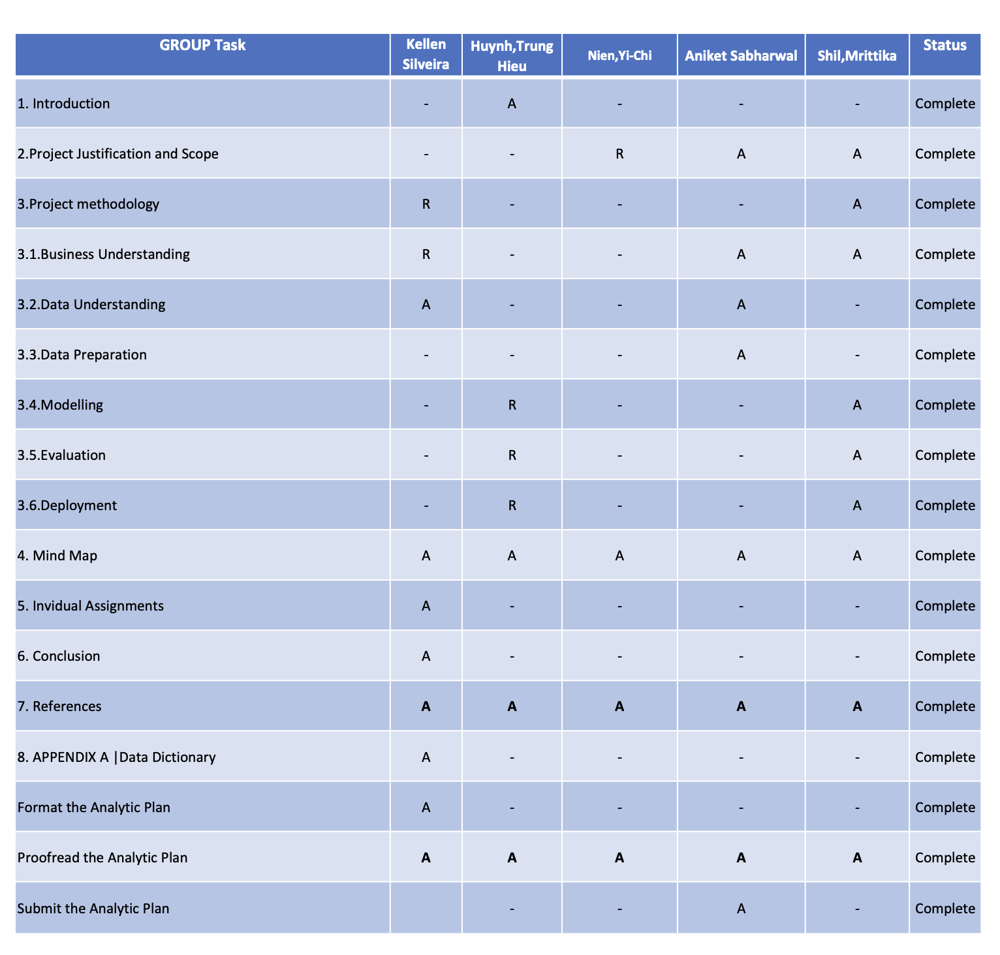 GROUP Task Kellen Silveira Huynh,Trung Hieu Nien,Yi-Chi Aniket Sabharwal Shil,Mrittika Status
1. Introduction - A - - - Complete
2.Project Justification and Scope - - R A A Complete
3.Project methodology R - - - A Complete
3.1.Business Understanding R - - A A Complete
3.2.Data Understanding A - - A - Complete
3.3.Data Preparation - - - A - Complete
3.4.Modelling - R - - A Complete
3.5.Evaluation - R - - A Complete
3.6.Deployment - R - - A Complete
4. Mind Map A A A A A Complete
5. Invidual Assignments A - - - - Complete
6. Conclusion A - - - - Complete
7. References A A A A A Complete
8. APPENDIX A |Data Dictionary A - - - - Complete
Format the Analytic Plan A - - - - Complete
Proofread the Analytic Plan A A A A A Complete
Submit the Analytic Plan - - A - Complete